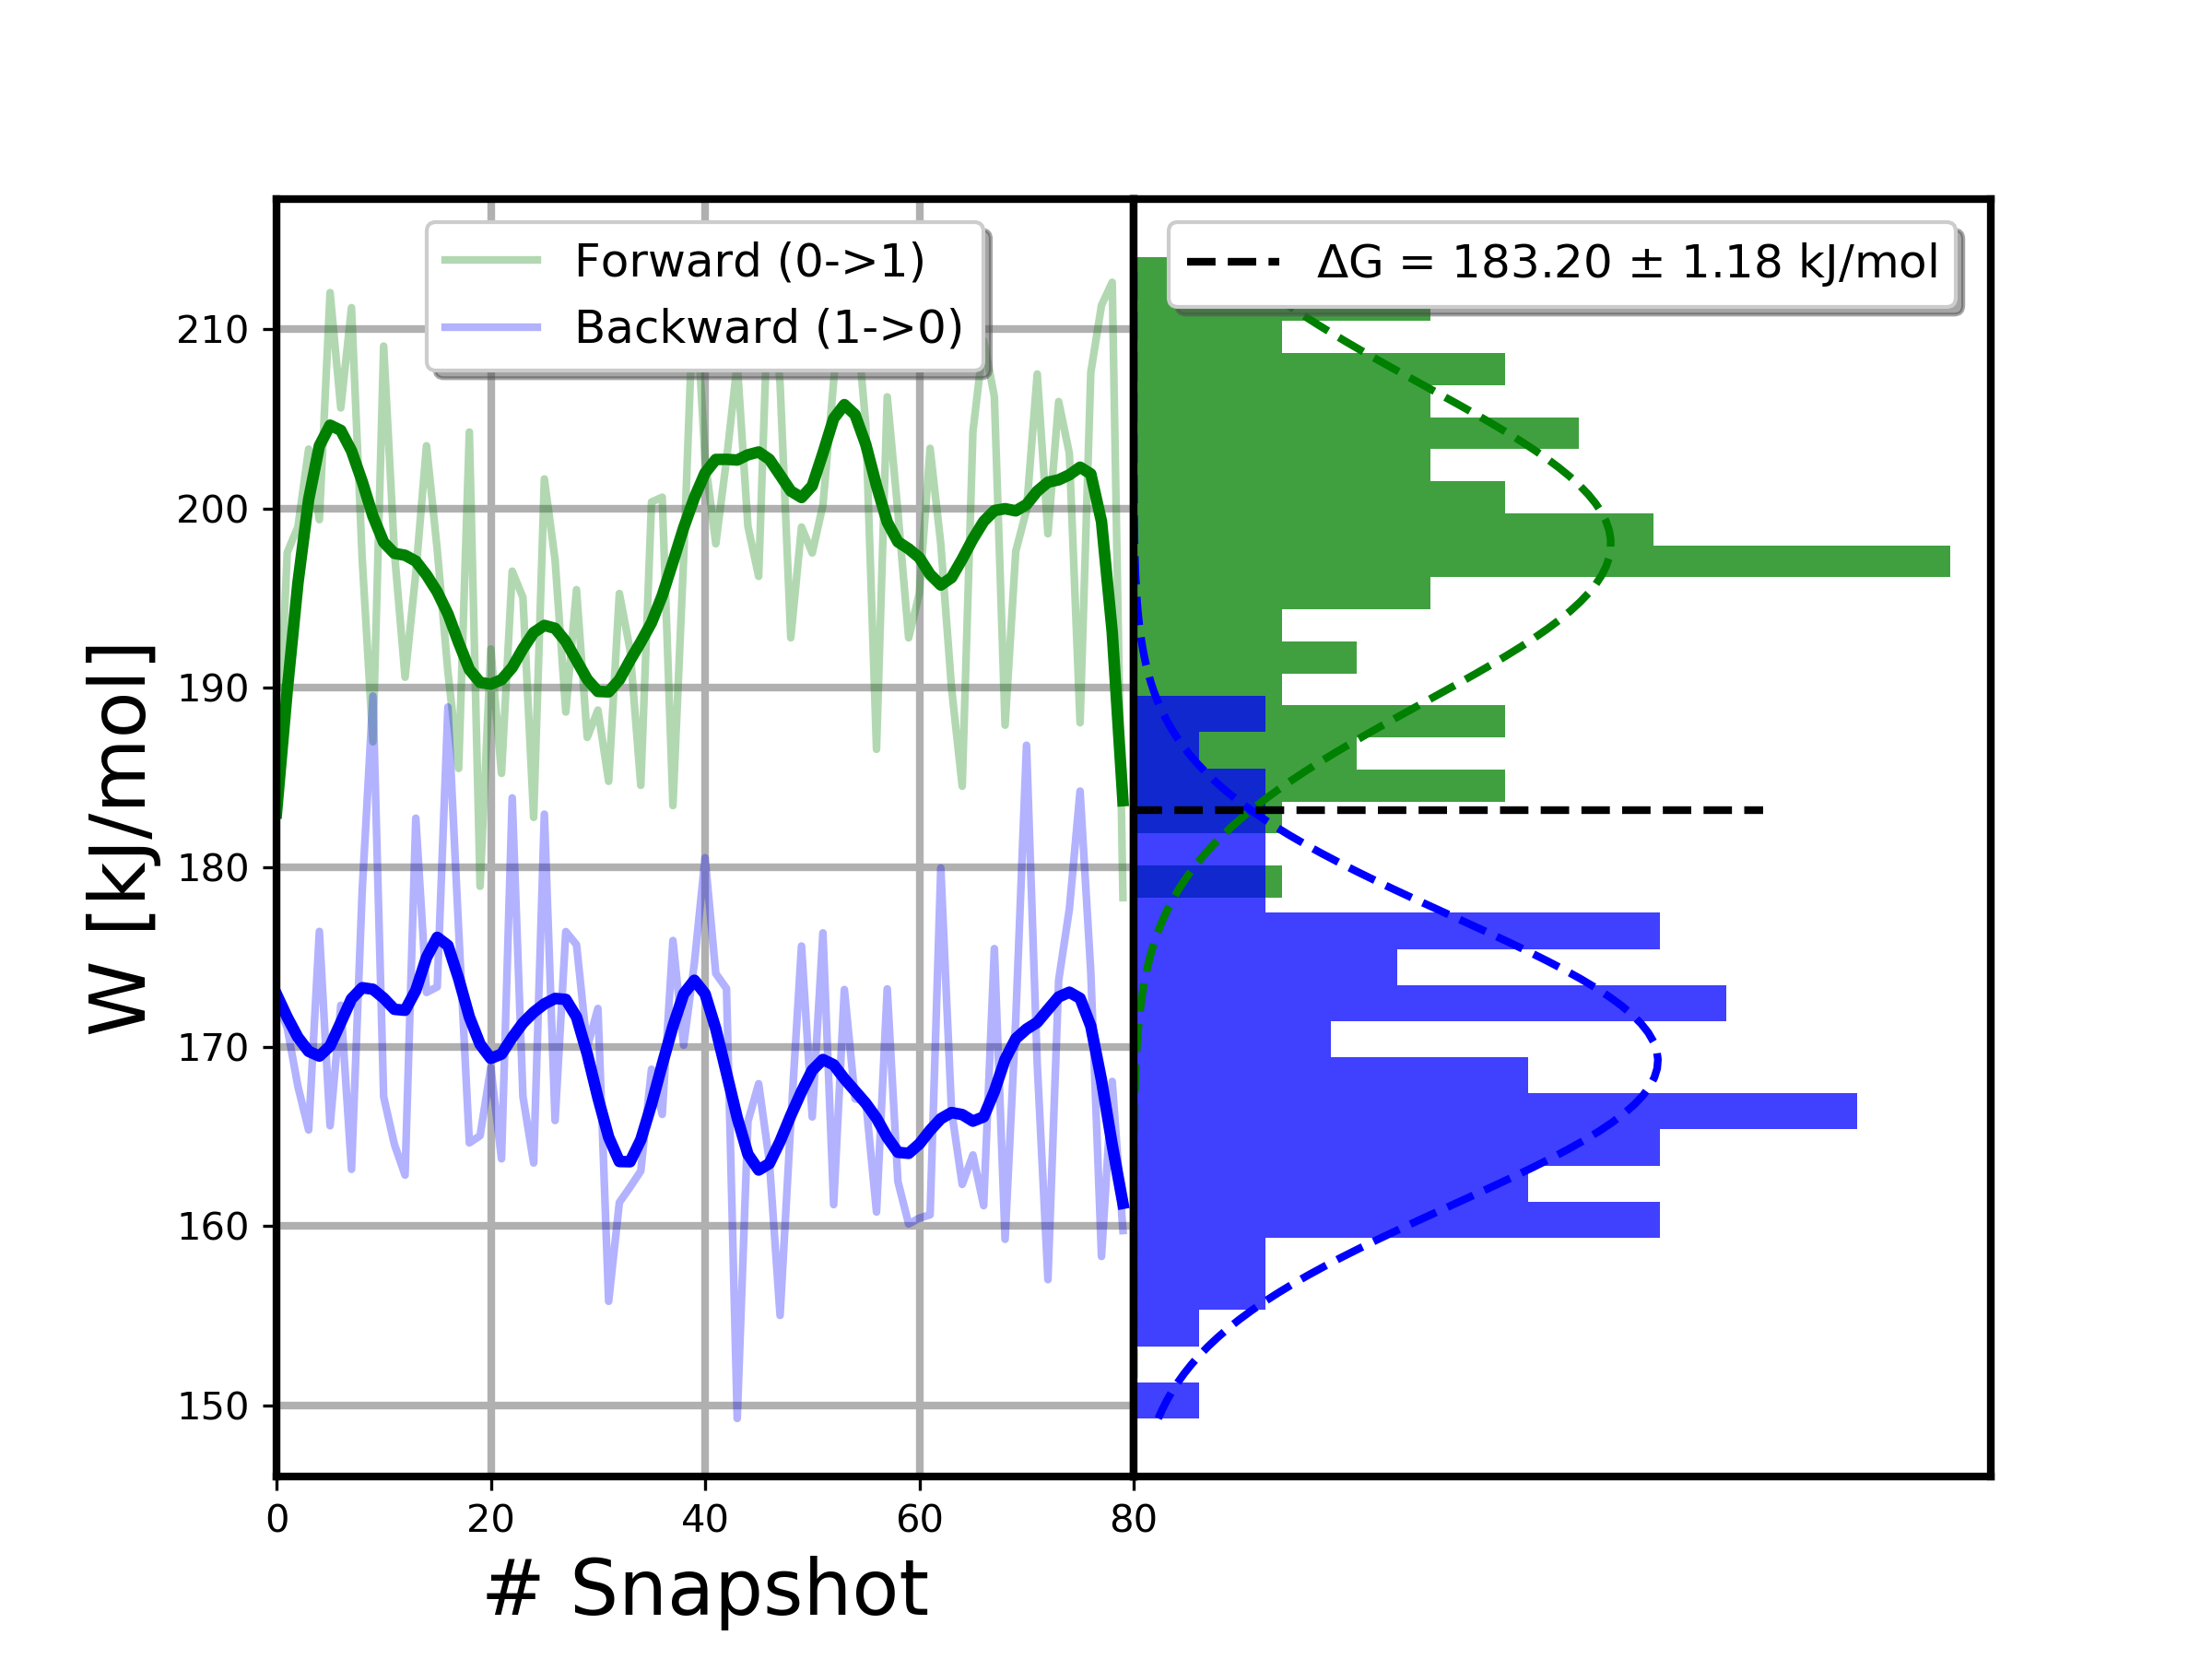 Forward (0->1)
Backward (1->0)
ΔG = 183.20 ± 1.18 kJ/mol
W [kJ/mol]
210
200
190
180
170
160
150
0 20 40 60 80
# Snapshot